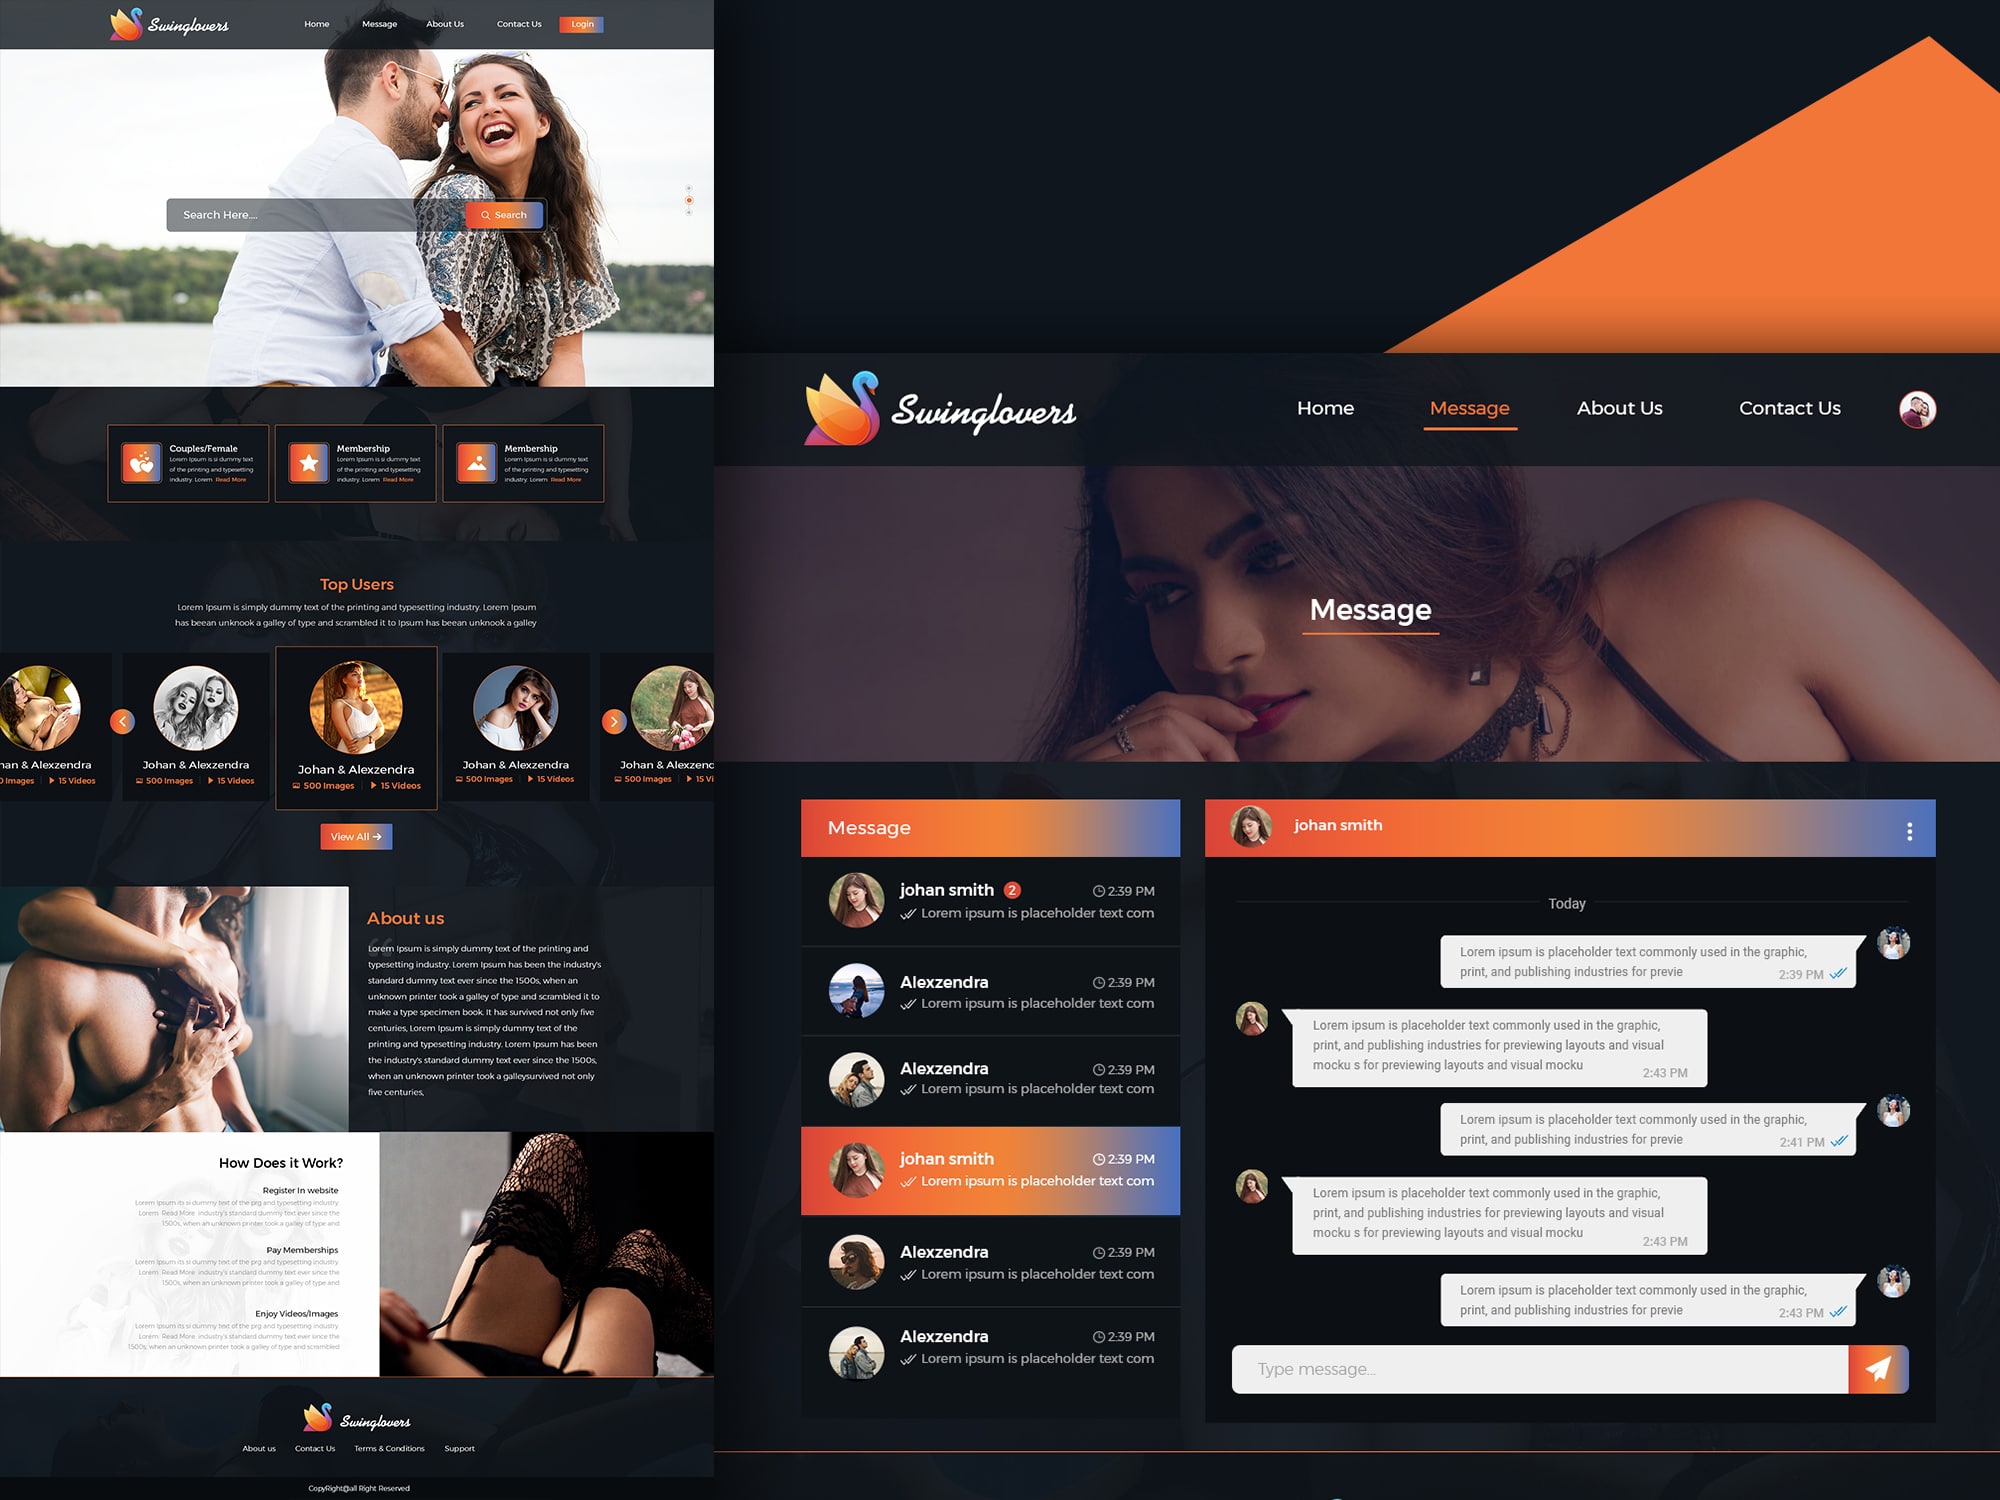 Swinglovers
Home
Message
About Us
Contact Us
Login
Search Here....
Search
Couples/Female
Lorem Ipsum is si dummy text
of the printing and typesetting
industry. Lorem Read More
Membership
Lorem Ipsum is si dummy text
of the printing and typesetting
industry. Lorem Read More
Membership
Lorem Ipsum is si dummy text
of the printing and typesetting
industry. Lorem Read More
Top Users
Lorem Ipsum is simply dummy text of the printing and typesetting industry. Lorem Ipsum
has beean unknook a galley of type and scrambled it to Ipsum has beean unknook a galley
han & Alexzendra
0 Images
15 Videos
Johan & Alexzendra
500 Images
15 Videos
Johan & Alexzendra
500 Images
15 Videos
Johan & Alexzendra
500 Images
15 Videos
Johan & Alexzend
500 Images
15 Vi
View All
About us
Lorem Ipsum is simply dummy text of the printing and
typesetting industry. Lorem Ipsum has been the industry's
standard dummy text ever since the 1500s, when an
unknown printer took a galley of type and scrambled it to
make a type specimen book. It has survived not only five
centuries, Lorem Ipsum is simply dummy text of the
printing and typesetting industry. Lorem Ipsum has been
the industry's standard dummy text ever since the 1500s,
when an unknown printer took a galleysurvived not only
five centuries,
How Does it Work?
Register In website
Lorem Ipsum its si dummy text of the prg and typesetting industry.
Lorem Read More industry's standard dummy text ever since the
1500s, when an unknown printer took a galley of type and
Pay Memberships
Lorem Ipsum its si dummy text of the prg and typesetting industry.
Lorem Read More industry's standard dummy text ever since the
1500s, when an unknown printer took a galley of type and
Enjoy Videos/Images
Lorem Ipsum its si dummy text of the prg and typesetting industry.
Lorem Read More industry's standard dummy text ever since the
1500s, when an unknown printer took a galley of type and scrambled
Swinglovers
About us
Contact Us
Terms & Conditions
Support
CopyRight@all Right Reserved
Swinglovers
Home
Message
About Us
Contact Us
Message
Message
johan smith 2
2:39 PM
Lorem ipsum is placeholder text com
Alexzendra
2:39 PM
Lorem ipsum is placeholder text com
Alexzendra
2:39 PM
Lorem ipsum is placeholder text com
johan smith
2:39 PM
Lorem ipsum is placeholder text com
Alexzendra
2:39 PM
Lorem ipsum is placeholder text com
Alexzendra
2:39 PM
Lorem ipsum is placeholder text com
johan smith
Today
Lorem ipsum is placeholder text commonly used in the graphic,
print, and publishing industries for previe
2:39 PM
Lorem ipsum is placeholder text commonly used in the graphic,
print, and publishing industries for previewing layouts and visual
mocku s for previewing layouts and visual mocku
2:43 PM
Lorem ipsum is placeholder text commonly used in the graphic,
print, and publishing industries for previe
2:41 PM
Lorem ipsum is placeholder text commonly used in the graphic,
print, and publishing industries for previewing layouts and visual
mocku s for previewing layouts and visual mocku
2:43 PM
Lorem ipsum is placeholder text commonly used in the graphic,
print, and publishing industries for previe
2:43 PM
Type message...